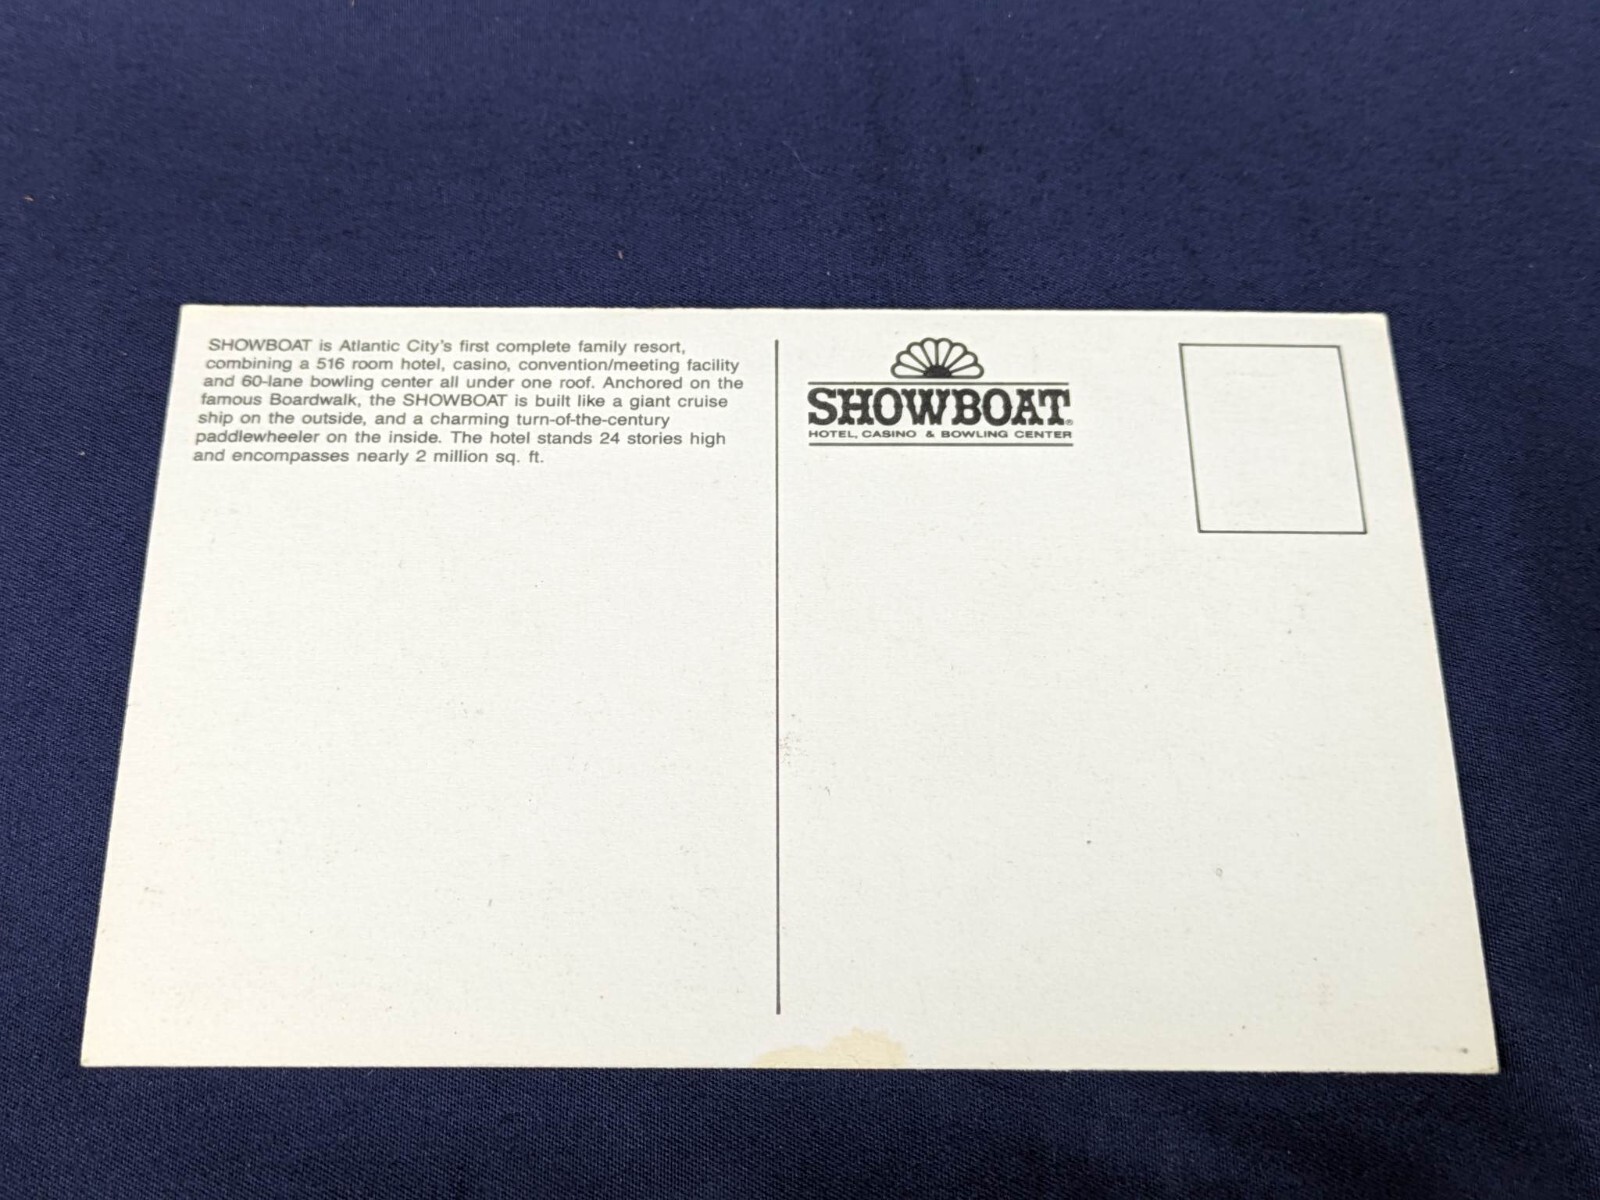 SHOWBOAT is Atlantic City's first complete family resort,
combining a 516 room hotel, casino, convention/meeting facility
and 60-lane bowling center all under one roof. Anchored on the
famous Boardwalk, the SHOWBOAT is built like a giant cruise
ship on the outside, and a charming turn-of-the-century
paddlewheeler on the inside. The hotel stands 24 stories high
and encompasses nearly 2 million sq. ft.
SHOWBOAT®
HOTEL, CASINO & BOWLING CENTER